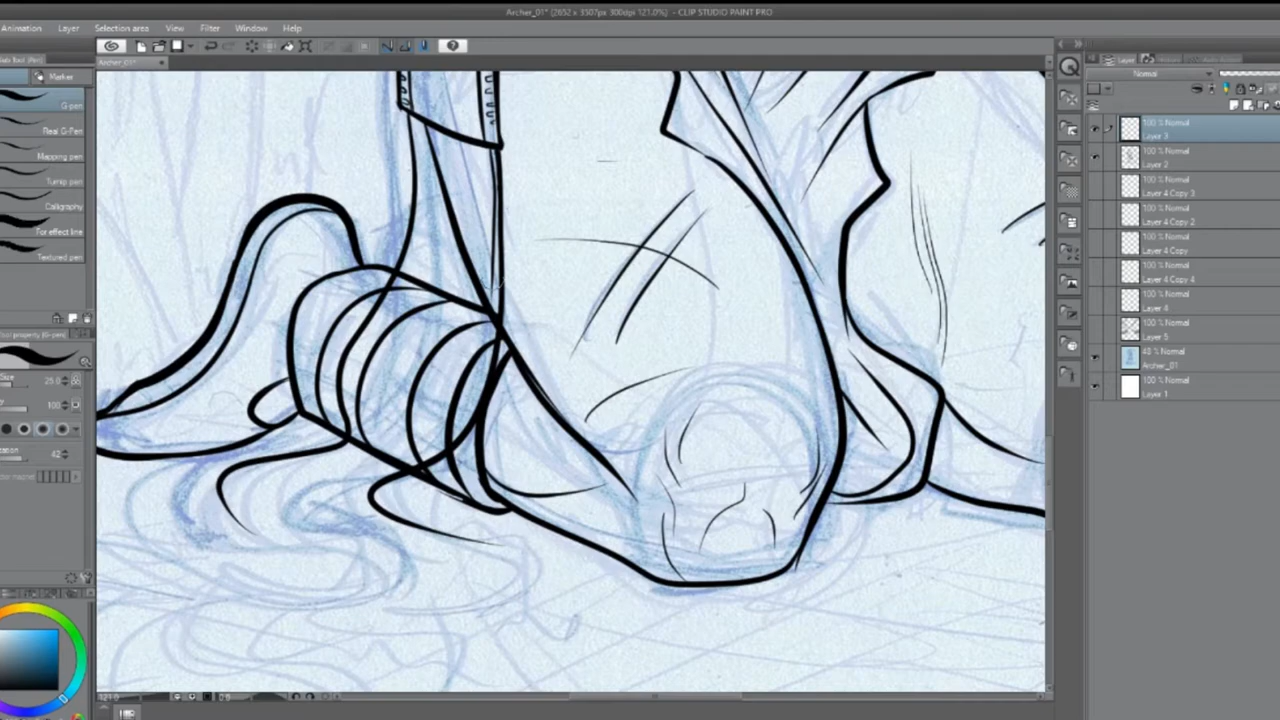 Archer_01* (2652 x 3507px 300dpi 121.0%) - CLIP STUDIO PAINT PRO
Animation Layer Selection area View Filter Window Help
Archer_01*
Layer
Marker
Normal
G-pen
Real G-Pen
Mapping pen
Turnip pen
Calligraphy
For effect line
Textured pen
100 % Normal
Layer 3
100 % Normal
Layer 2
100 % Normal
Layer 4 Copy 3
100 % Normal
Layer 4 Copy 2
100 % Normal
Layer 4 Copy
100 % Normal
Layer 4 Copy 4
100 % Normal
Layer 4
100 % Normal
Layer 5
48 % Normal
Archer_01
100 % Normal
Layer 1
Size
25.0
100
42
121.0